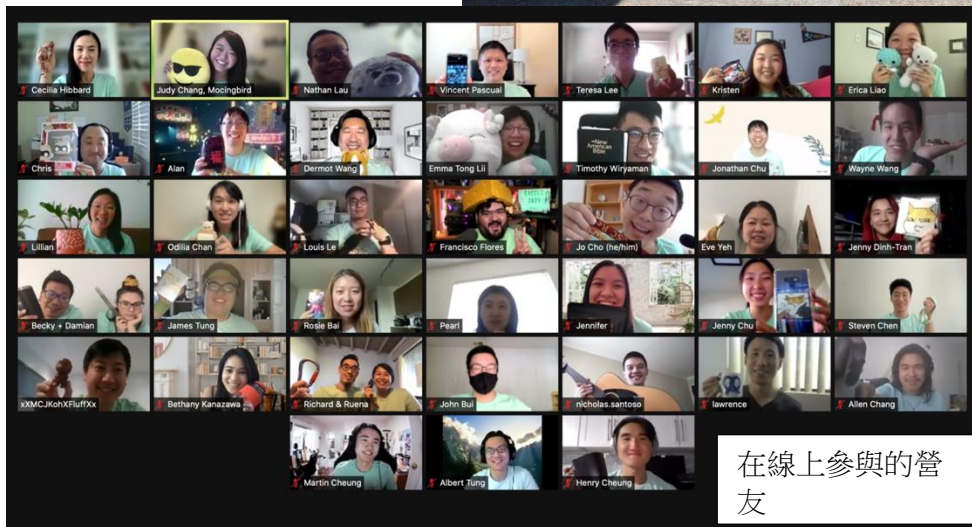 Cecilia Hibbard
Judy Chang, Mocingbird
Nathan Lau
Vincent Pascual
Teresa Lee
Kristen
Erica Liao
Chris
Alan
Dermot Wang
Emma Tong Lii
New
American
Bible
Timothy Wiryaman
Jonathan Chu
Wayne Wang
Lillian
Odilia Chan
Louis Le
Francisco Flores
Jo Cho (he/him)
Eve Yeh
Jenny Dinh-Tran
Becky + Damian
James Tung
Rosie Bai
Pearl
Jennifer
Jenny Chu
Steven Chen
xXMCJKohXFluffXx
Bethany Kanazawa
Richard & Ruena
John Bui
nicholas.santoso
lawrence
Allen Chang
Martin Cheung
Albert Tung
Henry Cheung
在線上參與的營
友